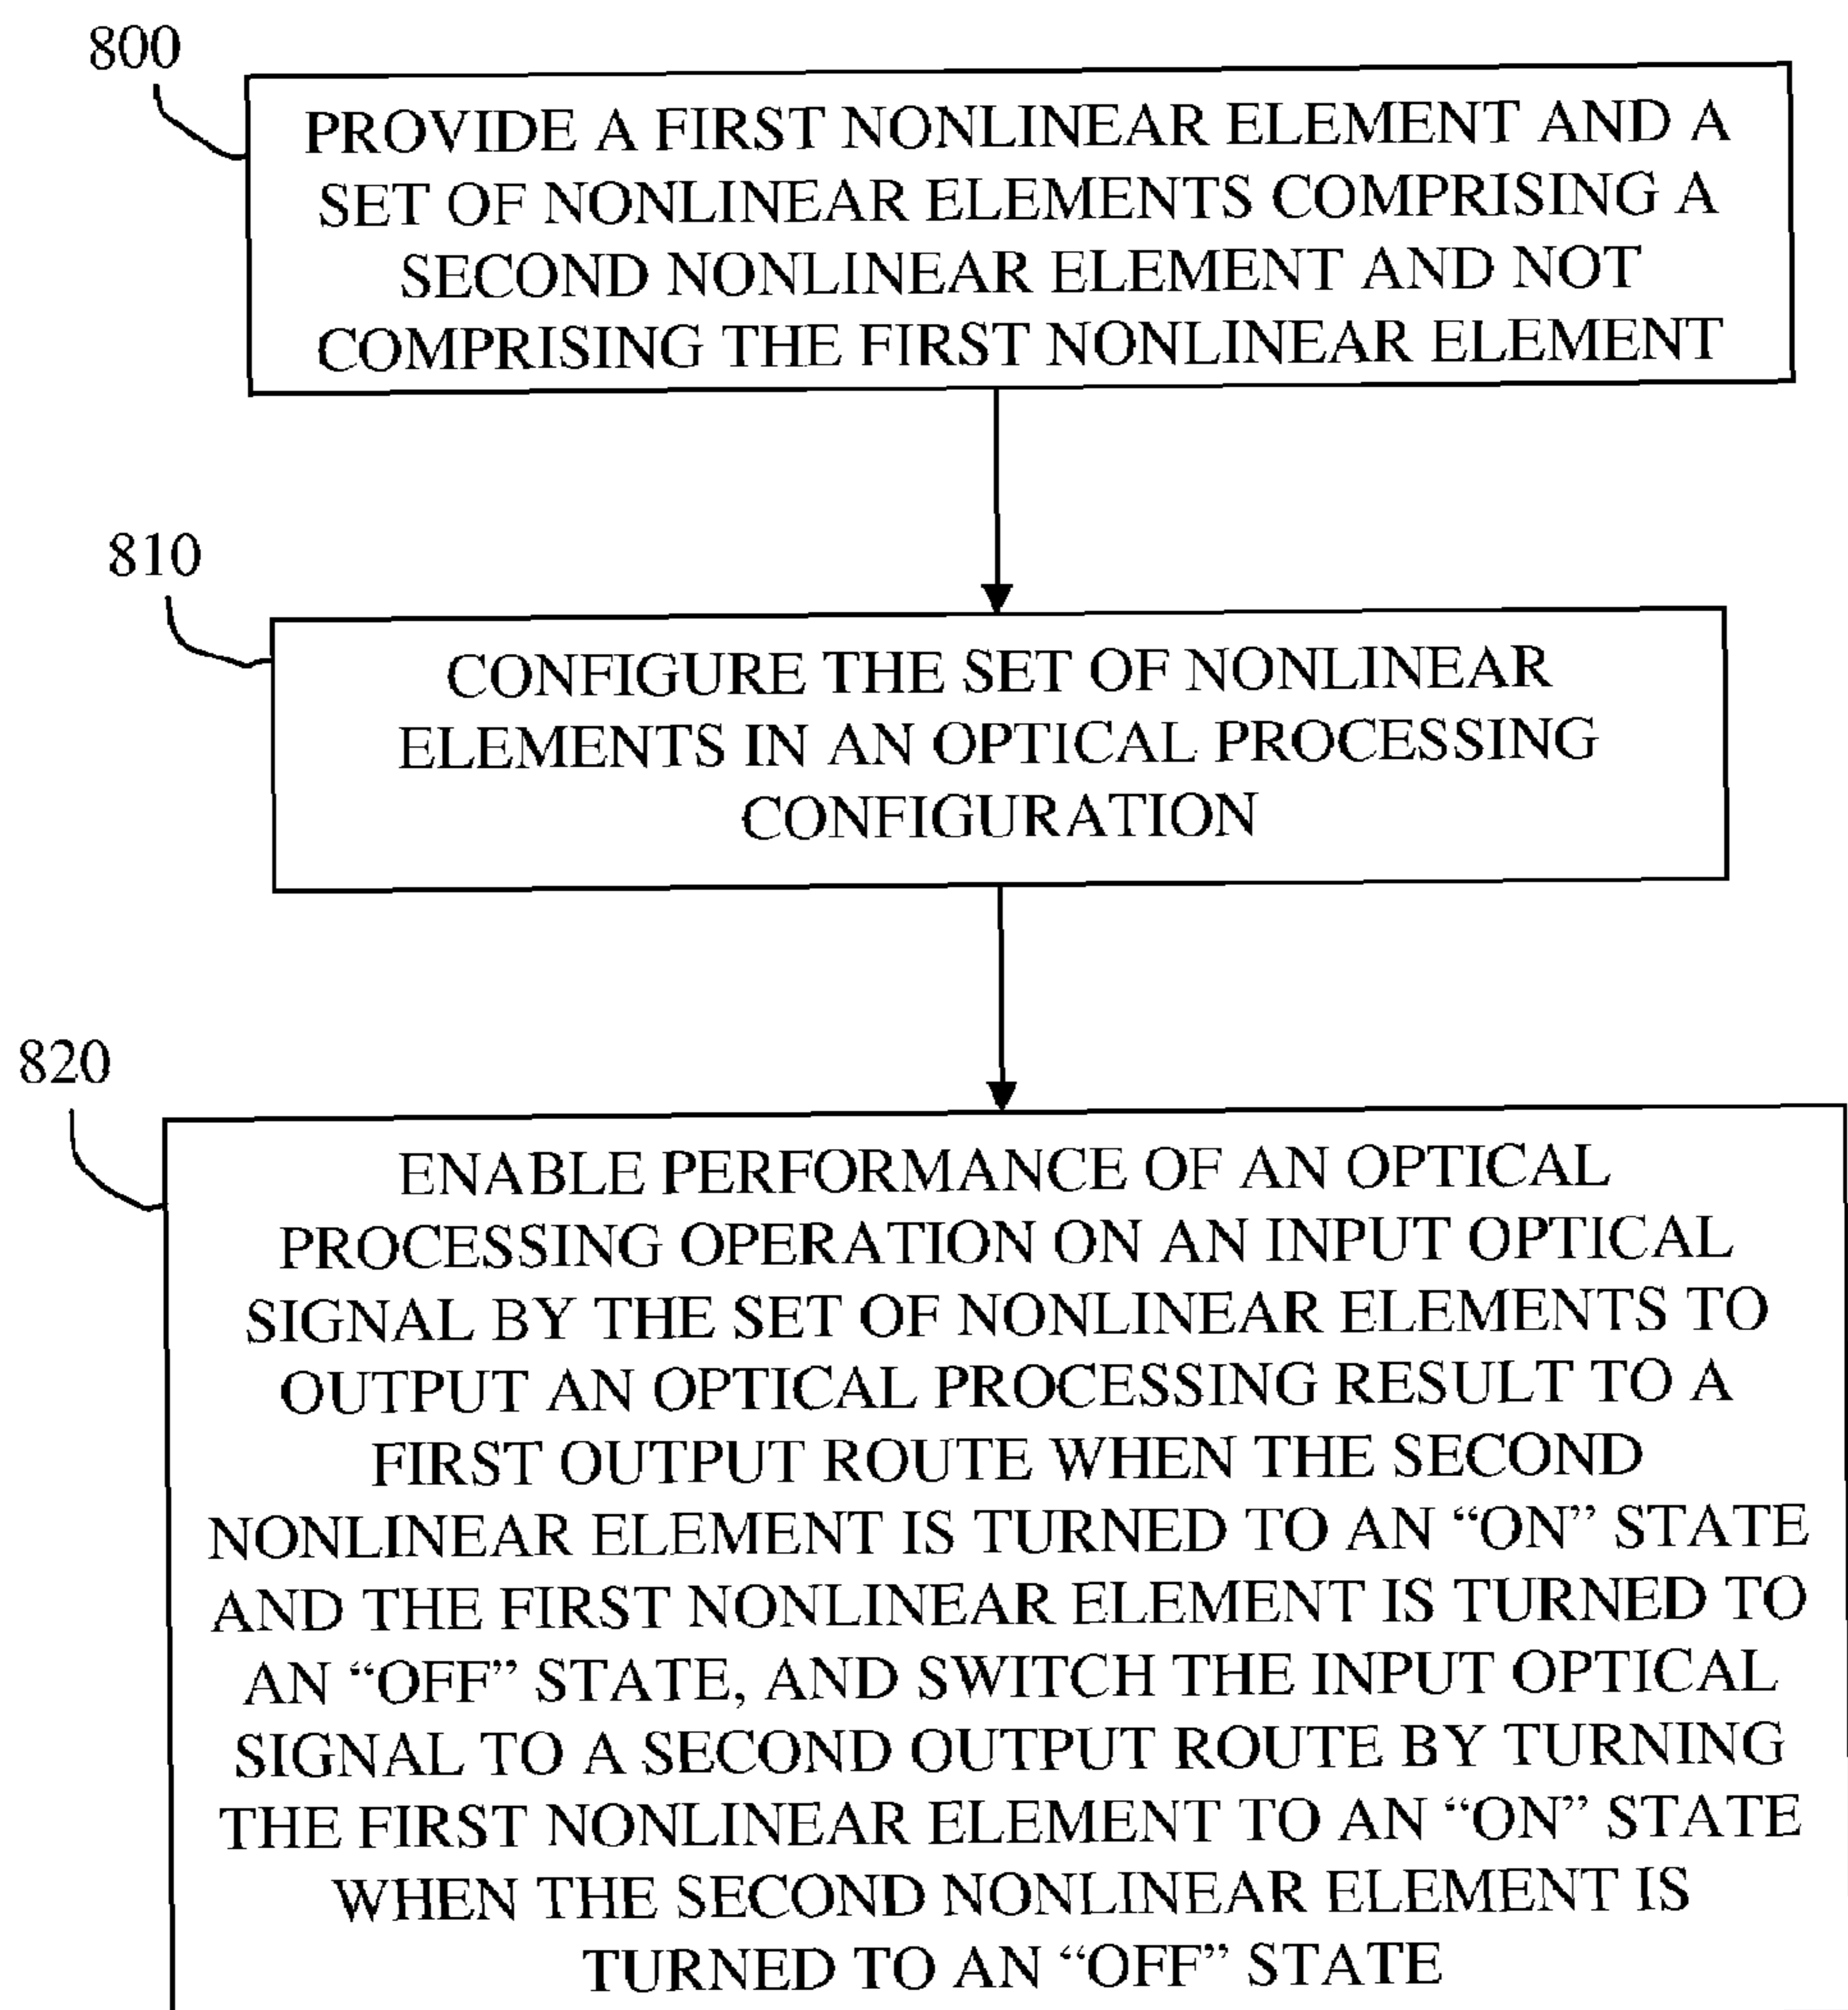 800
PROVIDE A FIRST NONLINEAR ELEMENT AND A
SET OF NONLINEAR ELEMENTS COMPRISING A
SECOND NONLINEAR ELEMENT AND NOT
COMPRISING THE FIRST NONLINEAR ELEMENT
810
CONFIGURE THE SET OF NONLINEAR
ELEMENTS IN AN OPTICAL PROCESSING
CONFIGURATION
820
ENABLE PERFORMANCE OF AN OPTICAL
PROCESSING OPERATION ON AN INPUT OPTICAL
SIGNAL BY THE SET OF NONLINEAR ELEMENTS TO
OUTPUT AN OPTICAL PROCESSING RESULT TO A
FIRST OUTPUT ROUTE WHEN THE SECOND
NONLINEAR ELEMENT IS TURNED TO AN “ON” STATE
AND THE FIRST NONLINEAR ELEMENT IS TURNED TO
AN “OFF” STATE, AND SWITCH THE INPUT OPTICAL
SIGNAL TO A SECOND OUTPUT ROUTE BY TURNING
THE FIRST NONLINEAR ELEMENT TO AN “ON” STATE
WHEN THE SECOND NONLINEAR ELEMENT IS
TURNED TO AN “OFF” STATE